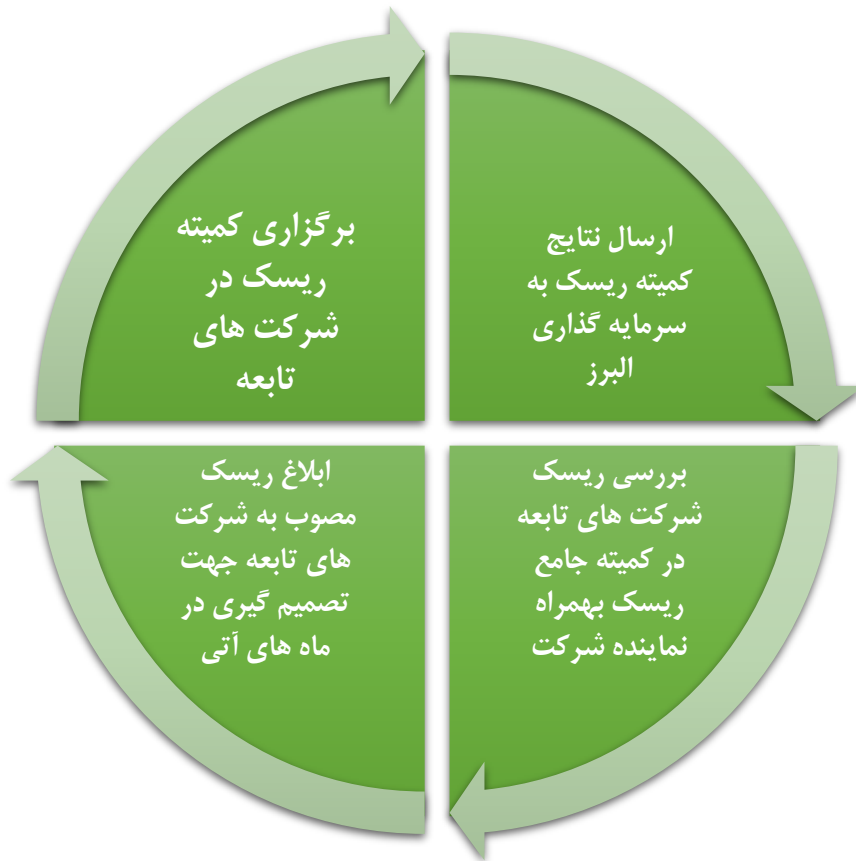 برگزاری کمیته
ریسک در
شرکت های
تابعه
ارسال نتایج
کمیته ریسک به
سرمایه گذاری
البرز
بررسی ریسک
شرکت های تابعه
در کمیته جامع
ریسک بهمراه
نماینده شرکت
ابلاغ ریسک
مصوب به شرکت
های تابعه جهت
تصمیم گیری در
ماه های آتی